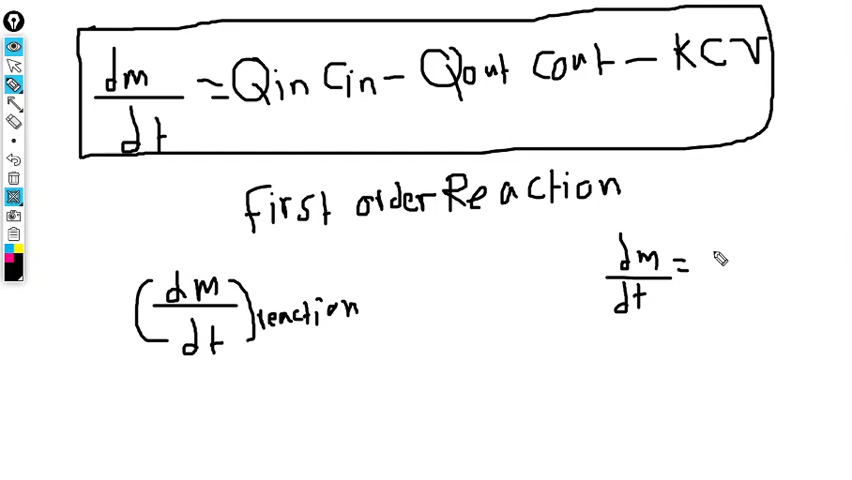 dm/dt = Qin Cin - Qout Cout - KCV
First order Reaction
(dm/dt)reaction
dm/dt =